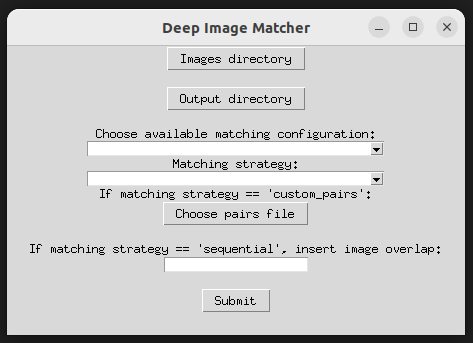 Deep Image Matcher
Images directory
Output directory
Choose available matching configuration:
Matching strategy:
If matching strategy == 'custom_pairs':
Choose pairs file
If matching strategy == 'sequential', insert image overlap:
Submit